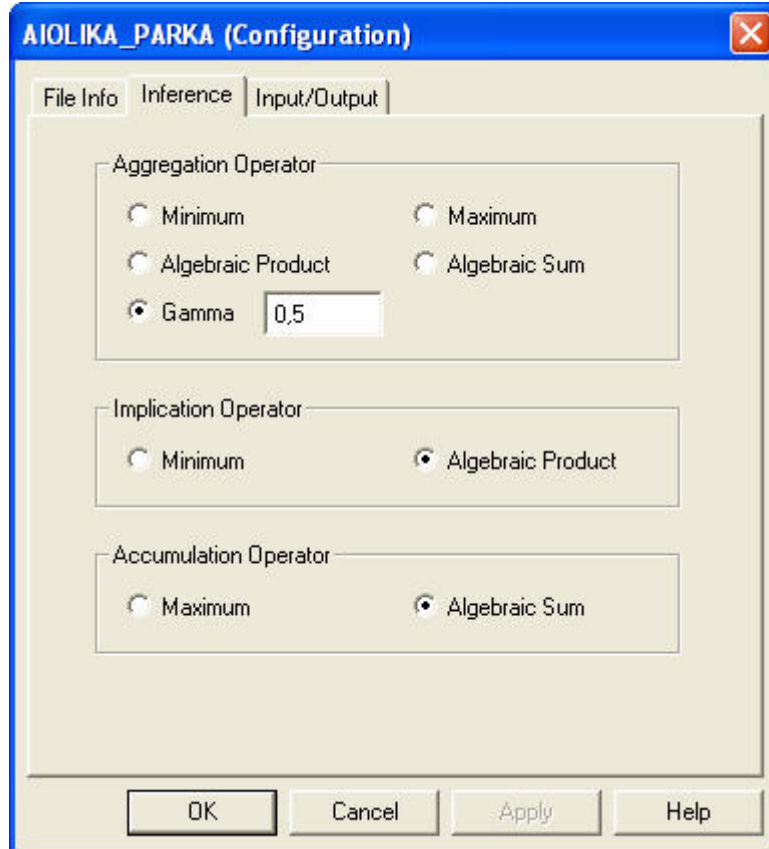 AIOLIKA_PARKA (Configuration)
File Info Inference Input/Output
Aggregation Operator
Minimum Maximum
Algebraic Product Algebraic Sum
Gamma 0,5
Implication Operator
Minimum Algebraic Product
Accumulation Operator
Maximum Algebraic Sum
OK Cancel Apply Help